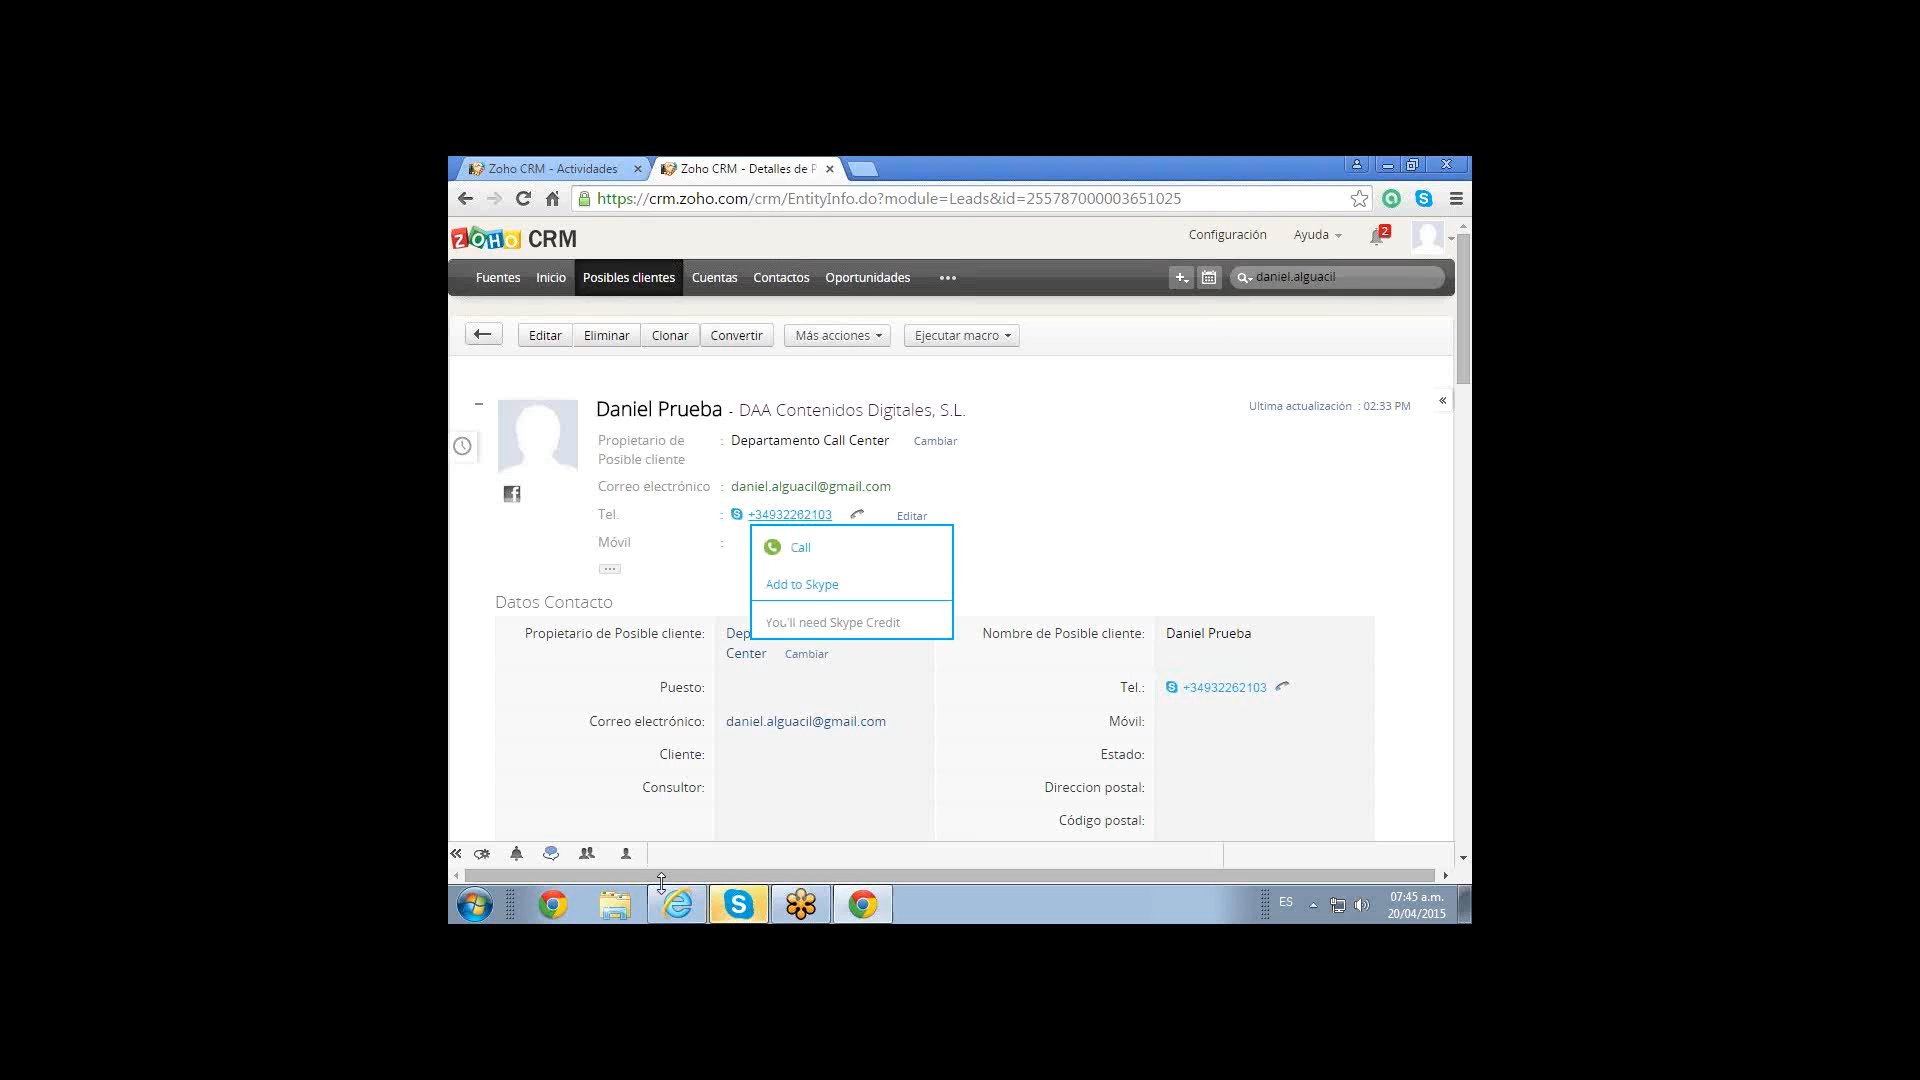 Zoho CRM - Actividades
Zoho CRM - Detalles de P
https://crm.zoho.com/crm/EntityInfo.do?module=Leads&id=255787000003651025
ZOHO CRM
Configuración
Ayuda
2
Fuentes
Inicio
Posibles clientes
Cuentas
Contactos
Oportunidades
daniel.alguacil
Editar
Eliminar
Clonar
Convertir
Más acciones
Ejecutar macro
Daniel Prueba - DAA Contenidos Digitales, S.L.
Ultima actualización : 02:33 PM
Propietario de Posible cliente : Departamento Call Center Cambiar
Correo electrónico : daniel.alguacil@gmail.com
Tel. : +34932262103 Editar
Móvil :
Call
Add to Skype
You'll need Skype Credit
Datos Contacto
Propietario de Posible cliente: Dep
Center Cambiar
Nombre de Posible cliente: Daniel Prueba
Puesto:
Tel.: +34932262103
Correo electrónico: daniel.alguacil@gmail.com
Móvil:
Cliente:
Estado:
Consultor:
Direccion postal:
Código postal:
ES
07:45 a.m.
20/04/2015